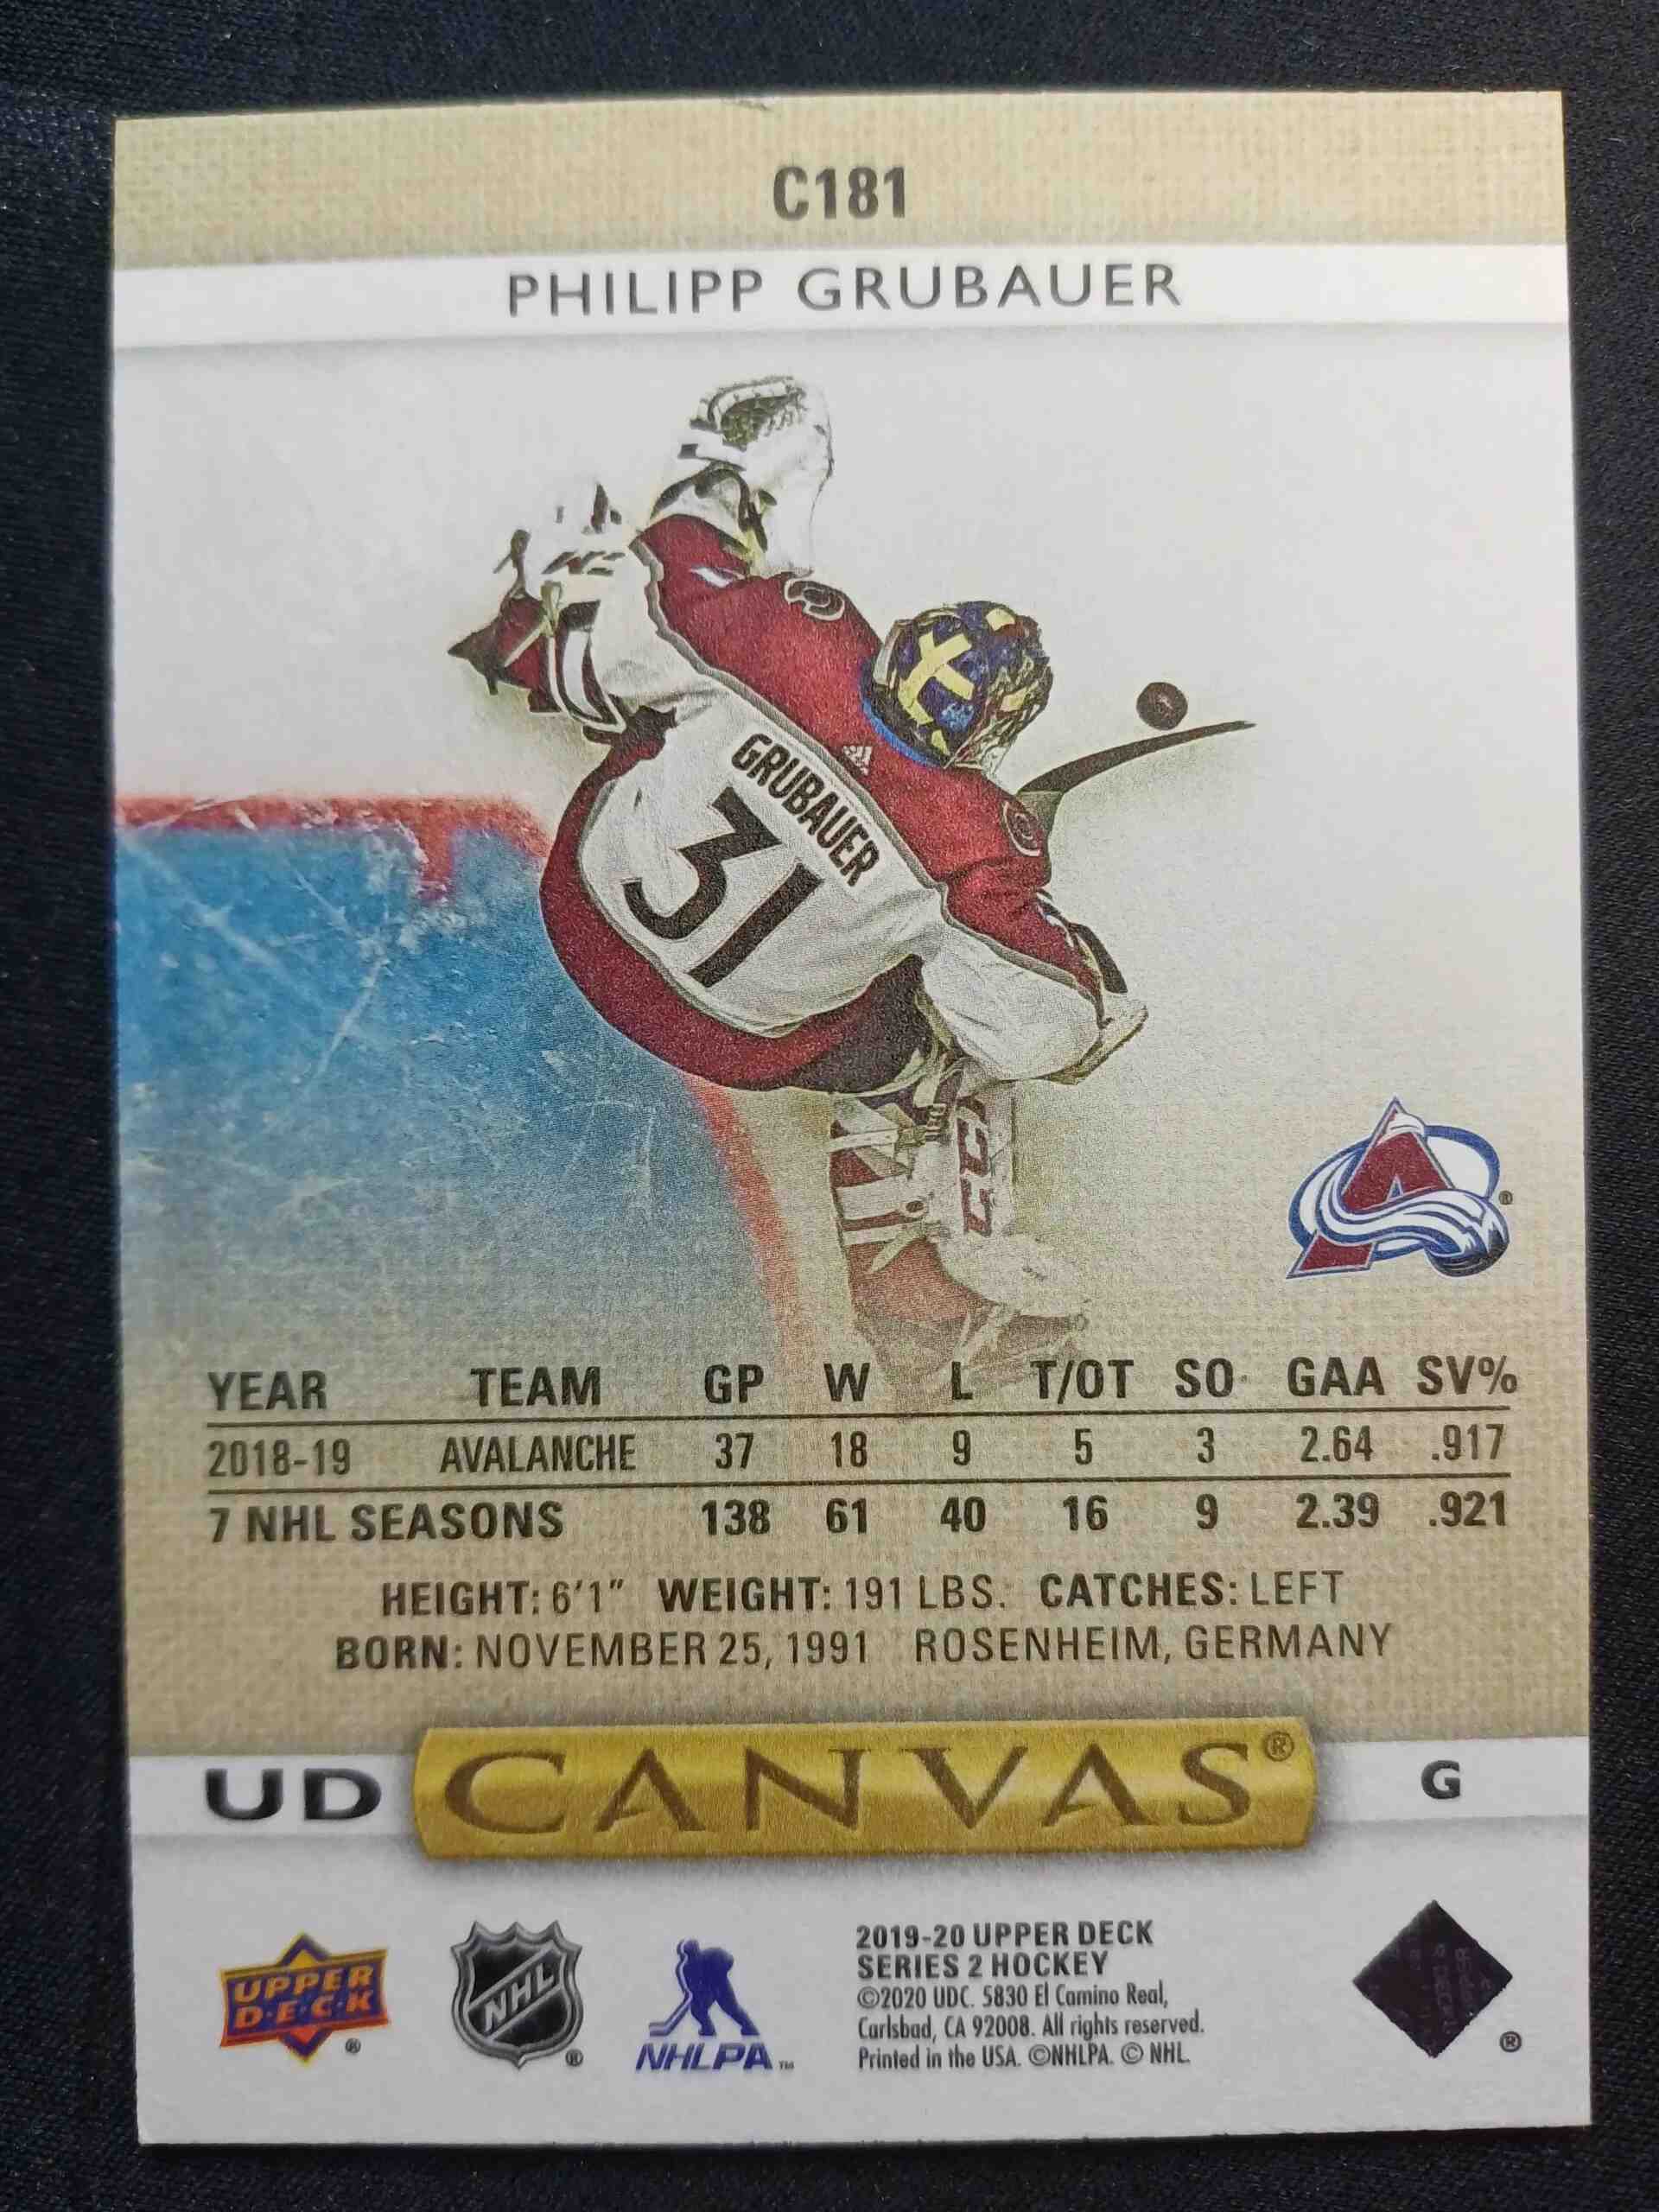 C181
PHILIPP GRUBAUER
GRUBAUER
31
CCM
A ®
YEAR TEAM GP W L T/OT SO GAA SV%
2018-19 AVALANCHE 37 18 9 5 3 2.64 .917
7 NHL SEASONS 138 61 40 16 9 2.39 .921
HEIGHT: 6'1" WEIGHT: 191 LBS. CATCHES: LEFT
BORN: NOVEMBER 25, 1991 ROSENHEIM, GERMANY
UD CANVAS® G
UPPER
D·E·C·K ®
NHL ®
NHLPA ™
2019-20 UPPER DECK
SERIES 2 HOCKEY
©2020 UDC. 5830 El Camino Real,
Carlsbad, CA 92008. All rights reserved.
Printed in the USA. ©NHLPA. © NHL.
®